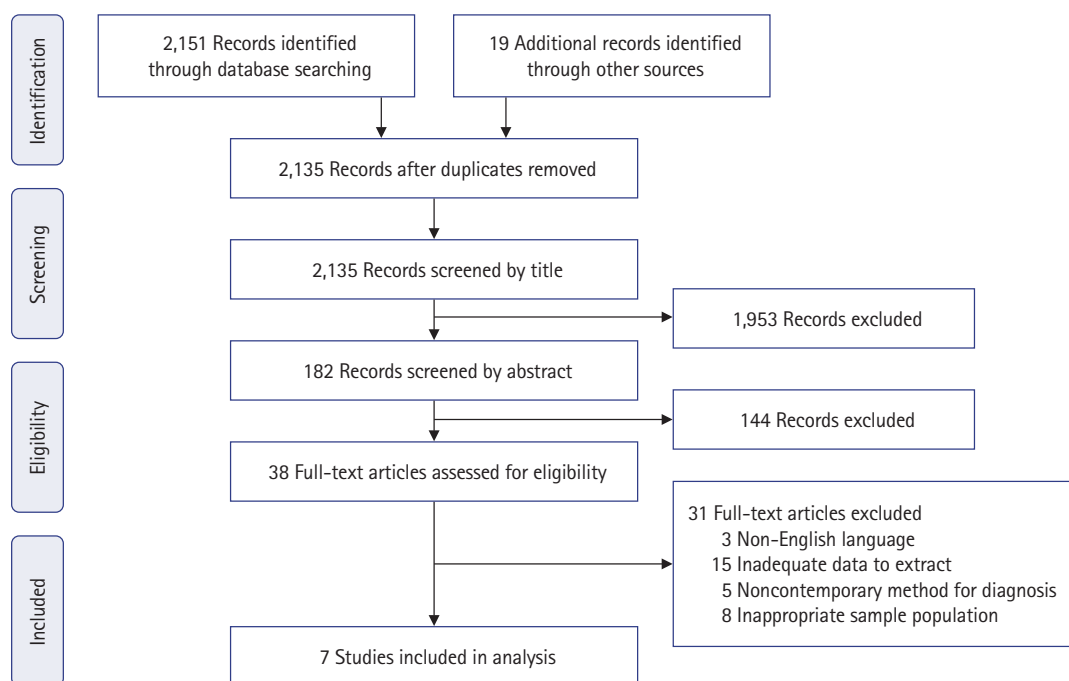 Identification
2,151 Records identified
through database searching
19 Additional records identified
through other sources
2,135 Records after duplicates removed
Screening
2,135 Records screened by title
1,953 Records excluded
182 Records screened by abstract
Eligibility
144 Records excluded
38 Full-text articles assessed for eligibility
31 Full-text articles excluded
3 Non-English language
15 Inadequate data to extract
5 Noncontemporary method for diagnosis
8 Inappropriate sample population
Included
7 Studies included in analysis